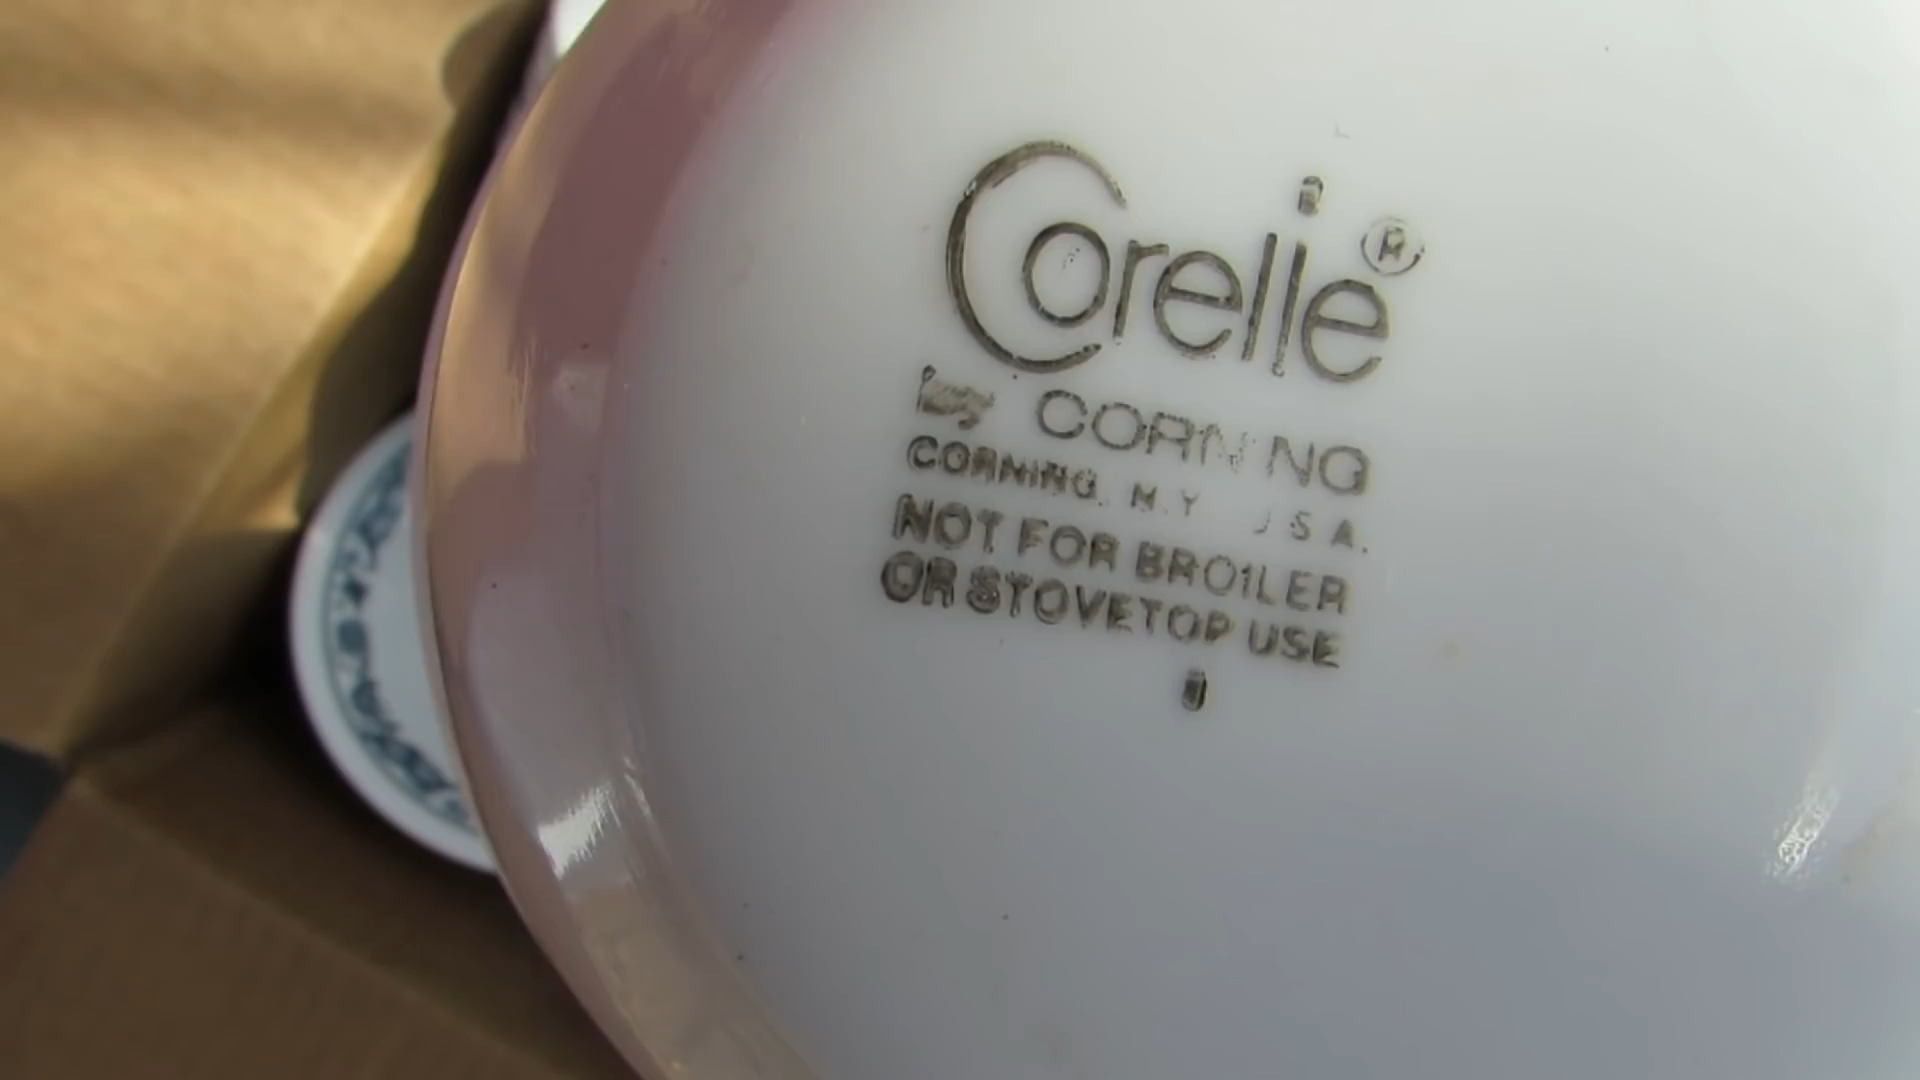 Corelle®
by CORNING
CORNING, N.Y. U.S.A.
NOT FOR BROILER
OR STOVETOP USE